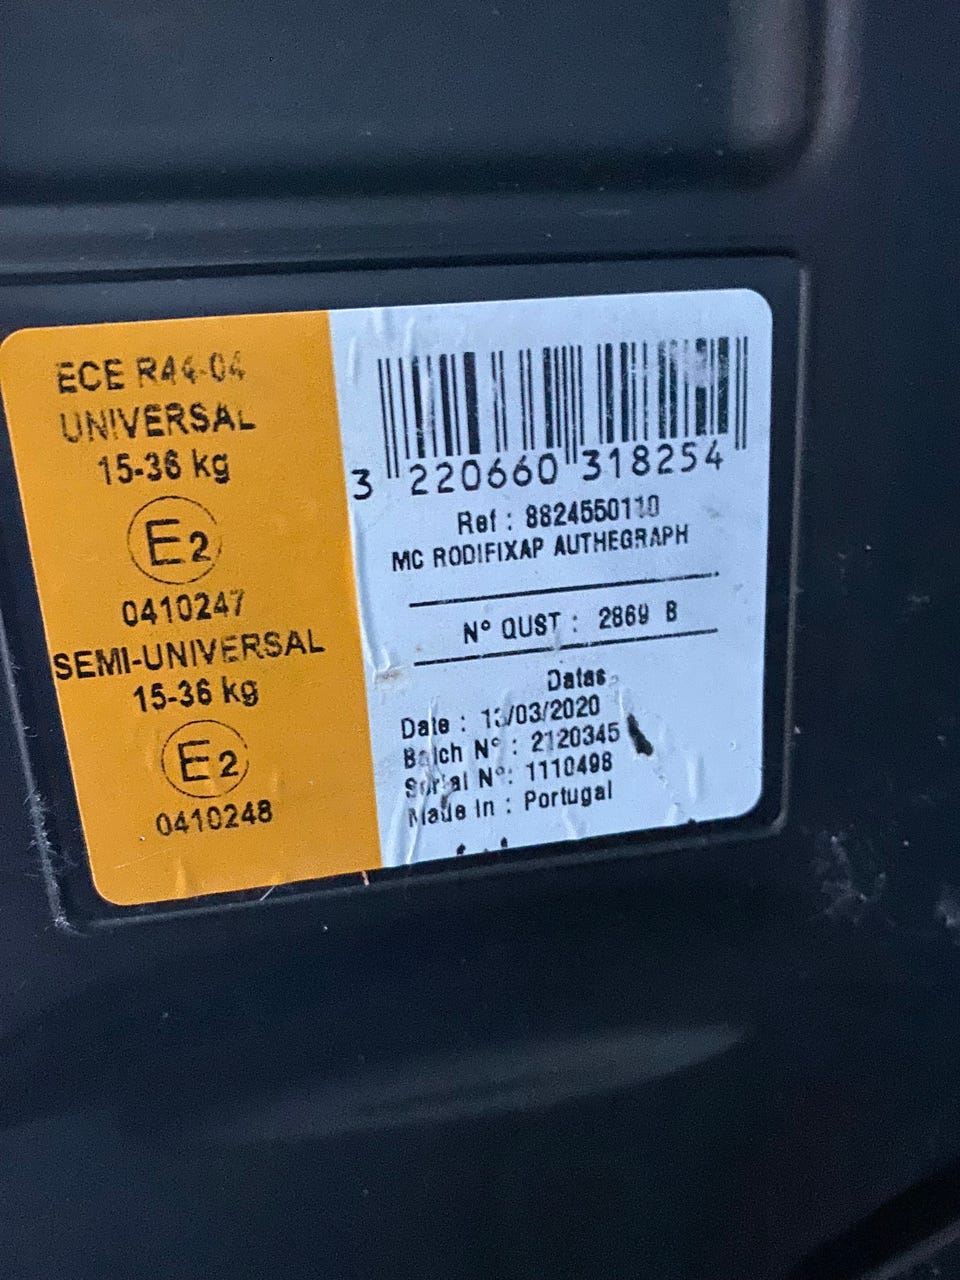 ECE R44-04
UNIVERSAL
15-36 kg
E2
0410247
SEMI-UNIVERSAL
15-36 kg
E2
0410248
3 220660 318254
Ref : 8824550110
MC RODIFIXAP AUTHEGRAPH
N° QUST : 2869 B
Datas
Date : 13/03/2020
Batch N° : 2120345
Serial N°: 1110498
Made In : Portugal